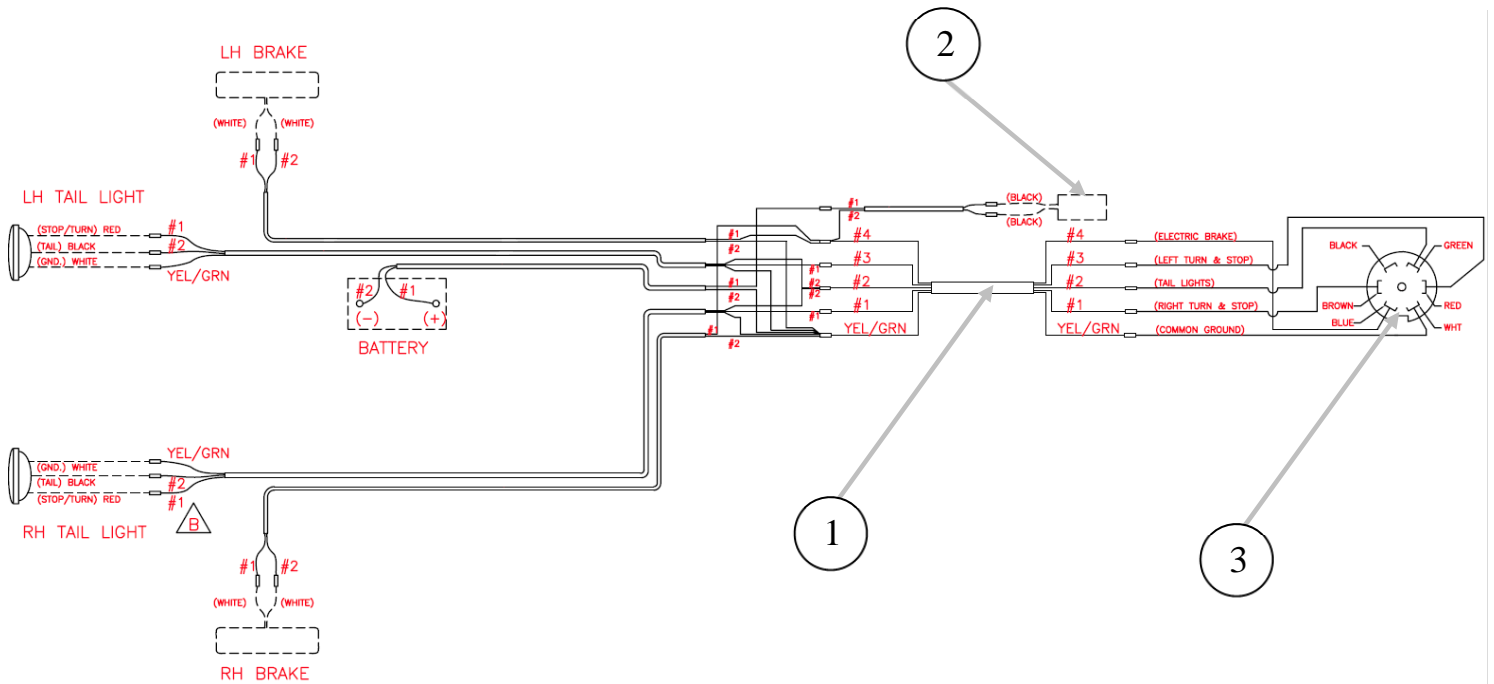 2
LH BRAKE
(WHITE) (WHITE)
#1 #2
LH TAIL LIGHT
(STOP/TURN) RED #1
(TAIL) BLACK #2
(GND.) WHITE
YEL/GRN
#2 #1
(-) (+)
BATTERY
#1
#2
(BLACK)
(BLACK)
#1
#2
#4
#1
#3
#1
#2
#2
#2
#2
#1
#1
#1
#2
YEL/GRN
#4 (ELECTRIC BRAKE)
#3 (LEFT TURN & STOP)
#2 (TAIL LIGHTS)
#1 (RIGHT TURN & STOP)
YEL/GRN (COMMON GROUND)
BLACK GREEN
BROWN RED
BLUE WHT
YEL/GRN
(GND.) WHITE
(TAIL) BLACK #2
(STOP/TURN) RED #1
B
RH TAIL LIGHT
1
3
#1 #2
(WHITE) (WHITE)
RH BRAKE